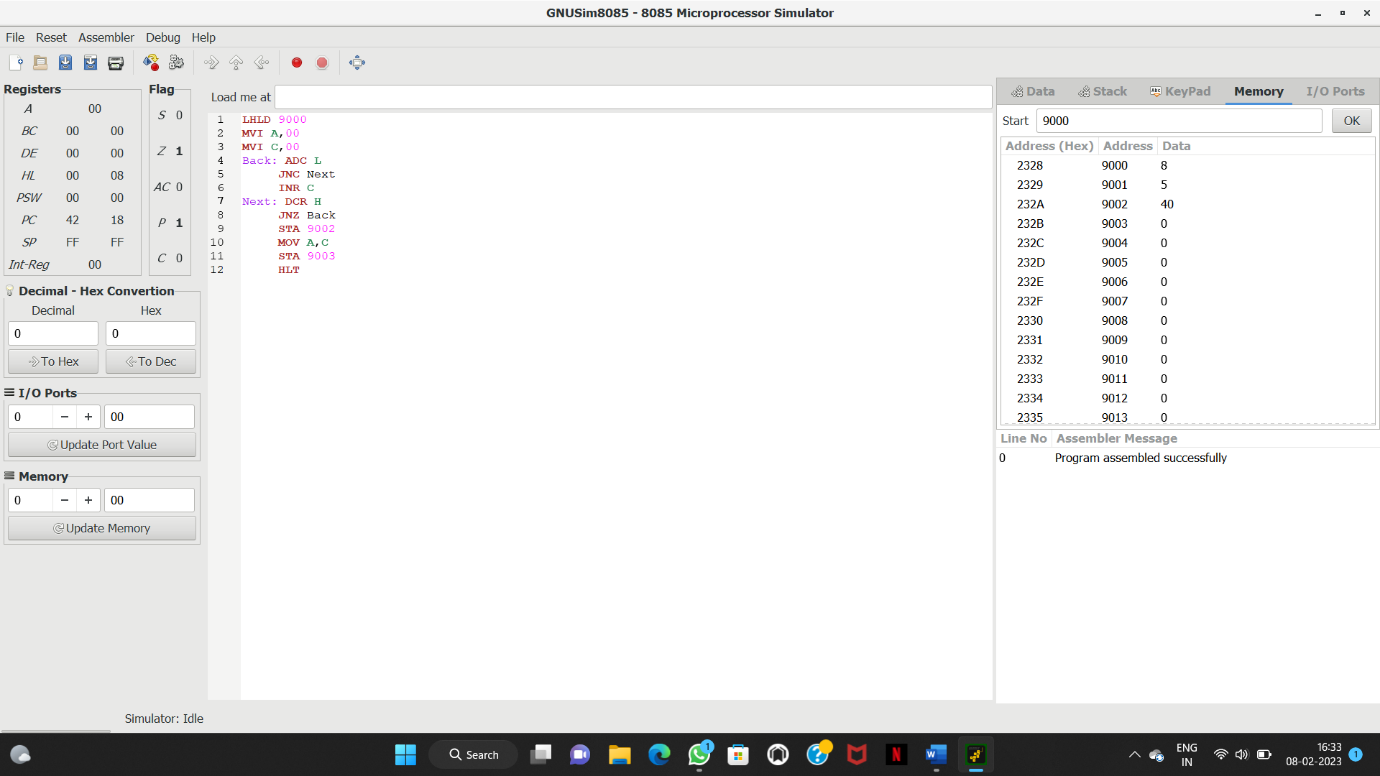 GNUSim8085 - 8085 Microprocessor Simulator
File Reset Assembler Debug Help
Registers
A 00
BC 00 00
DE 00 00
HL 00 08
PSW 00 00
PC 42 18
SP FF FF
Int-Reg 00
Flag
S 0
Z 1
AC 0
P 1
C 0
Decimal - Hex Convertion
Decimal Hex
0 0
To Hex To Dec
I/O Ports
0 − + 00
Update Port Value
Memory
0 − + 00
Update Memory
Load me at
1 LHLD 9000
2 MVI A,00
3 MVI C,00
4 Back: ADC L
5 JNC Next
6 INR C
7 Next: DCR H
8 JNZ Back
9 STA 9002
10 MOV A,C
11 STA 9003
12 HLT
Data Stack Abc KeyPad Memory I/O Ports
Start 9000 OK
Address (Hex) Address Data
2328 9000 8
2329 9001 5
232A 9002 40
232B 9003 0
232C 9004 0
232D 9005 0
232E 9006 0
232F 9007 0
2330 9008 0
2331 9009 0
2332 9010 0
2333 9011 0
2334 9012 0
2335 9013 0
Line No Assembler Message
0 Program assembled successfully
Simulator: Idle
Search
1
?
W
N
ENG
IN
16:33
08-02-2023
1